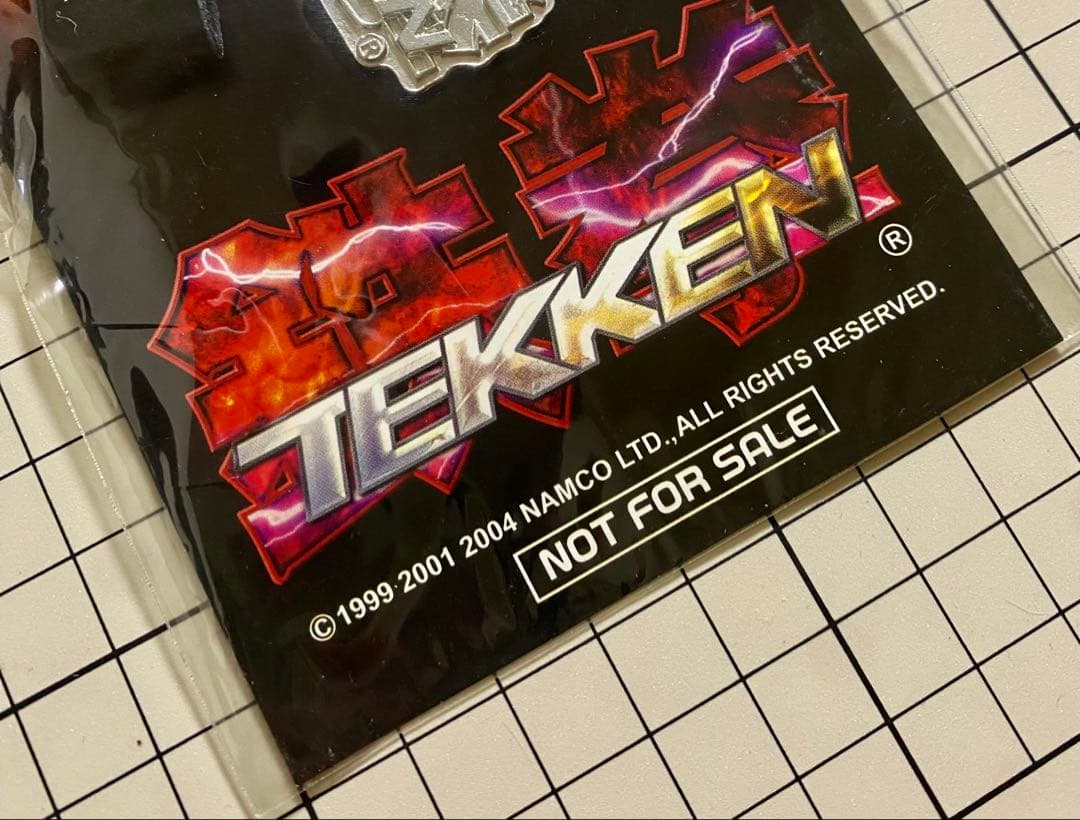 ®
鉄拳
TEKKEN®
©1999·2001 2004 NAMCO LTD.,ALL RIGHTS RESERVED.
NOT FOR SALE